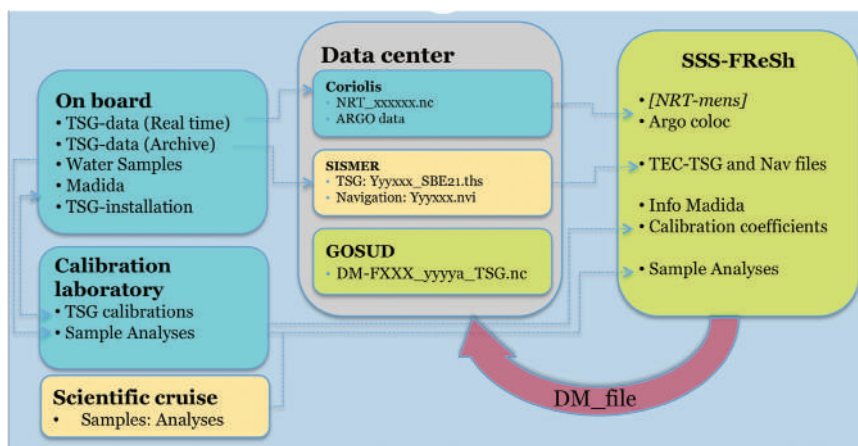 On board
• TSG-data (Real time)
• TSG-data (Archive)
• Water Samples
• Madida
• TSG-installation
Calibration
laboratory
• TSG calibrations
• Sample Analyses
Scientific cruise
• Samples: Analyses
Data center
Coriolis
• NRT_xxxxxx.nc
• ARGO data
SISMER
• TSG: Yyyxxx_SBE21.ths
• Navigation: Yyyxxx.nvi
GOSUD
• DM-FXXX_yyyya_TSG.nc
SSS-FReSh
• [NRT-mens]
• Argo coloc
• TEC-TSG and Nav files
• Info Madida
• Calibration coefficients
• Sample Analyses
DM_file